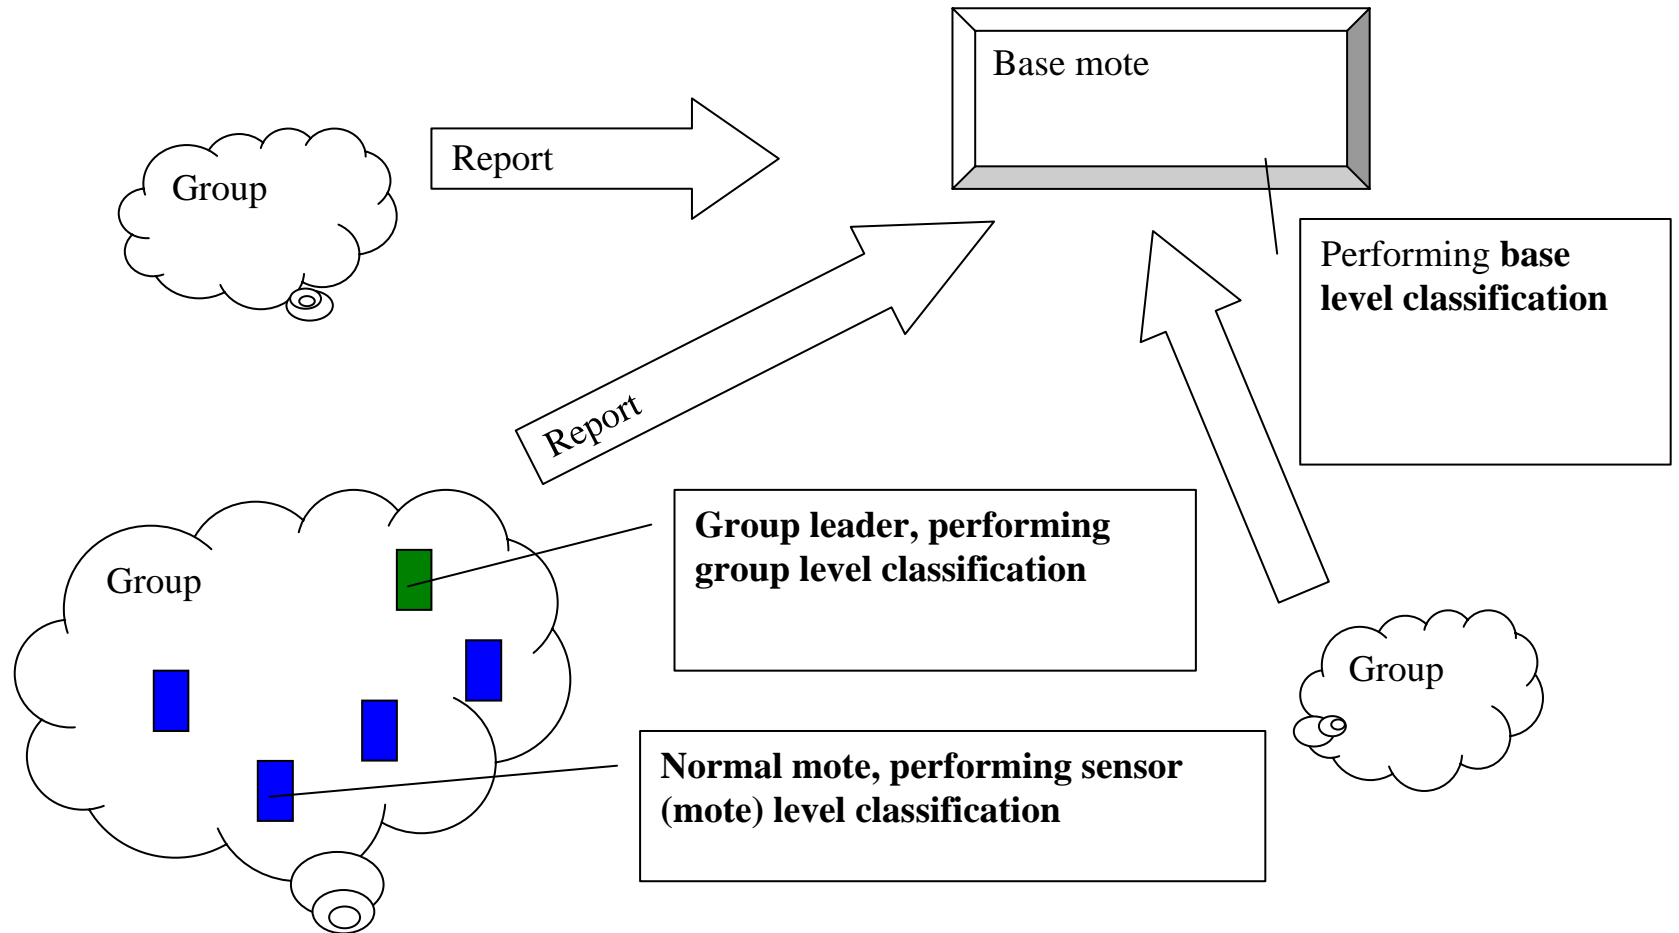 Base mote
Report
Group
Performing base
level classification
Report
Group leader, performing
group level classification
Group
Group
Normal mote, performing sensor
(mote) level classification